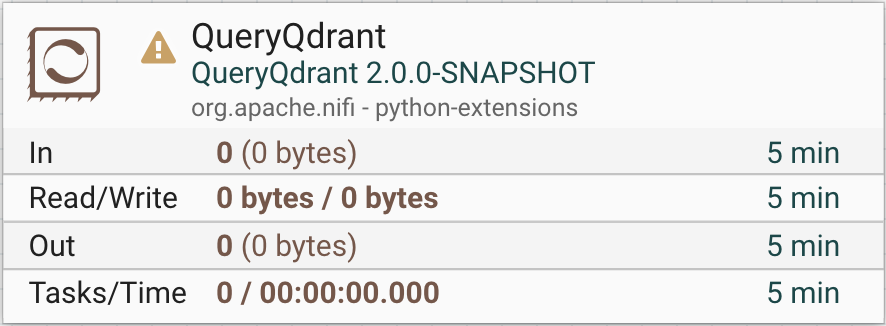 QueryQdrant
QueryQdrant 2.0.0-SNAPSHOT
org.apache.nifi - python-extensions
In 0 (0 bytes) 5 min
Read/Write 0 bytes / 0 bytes 5 min
Out 0 (0 bytes) 5 min
Tasks/Time 0 / 00:00:00.000 5 min